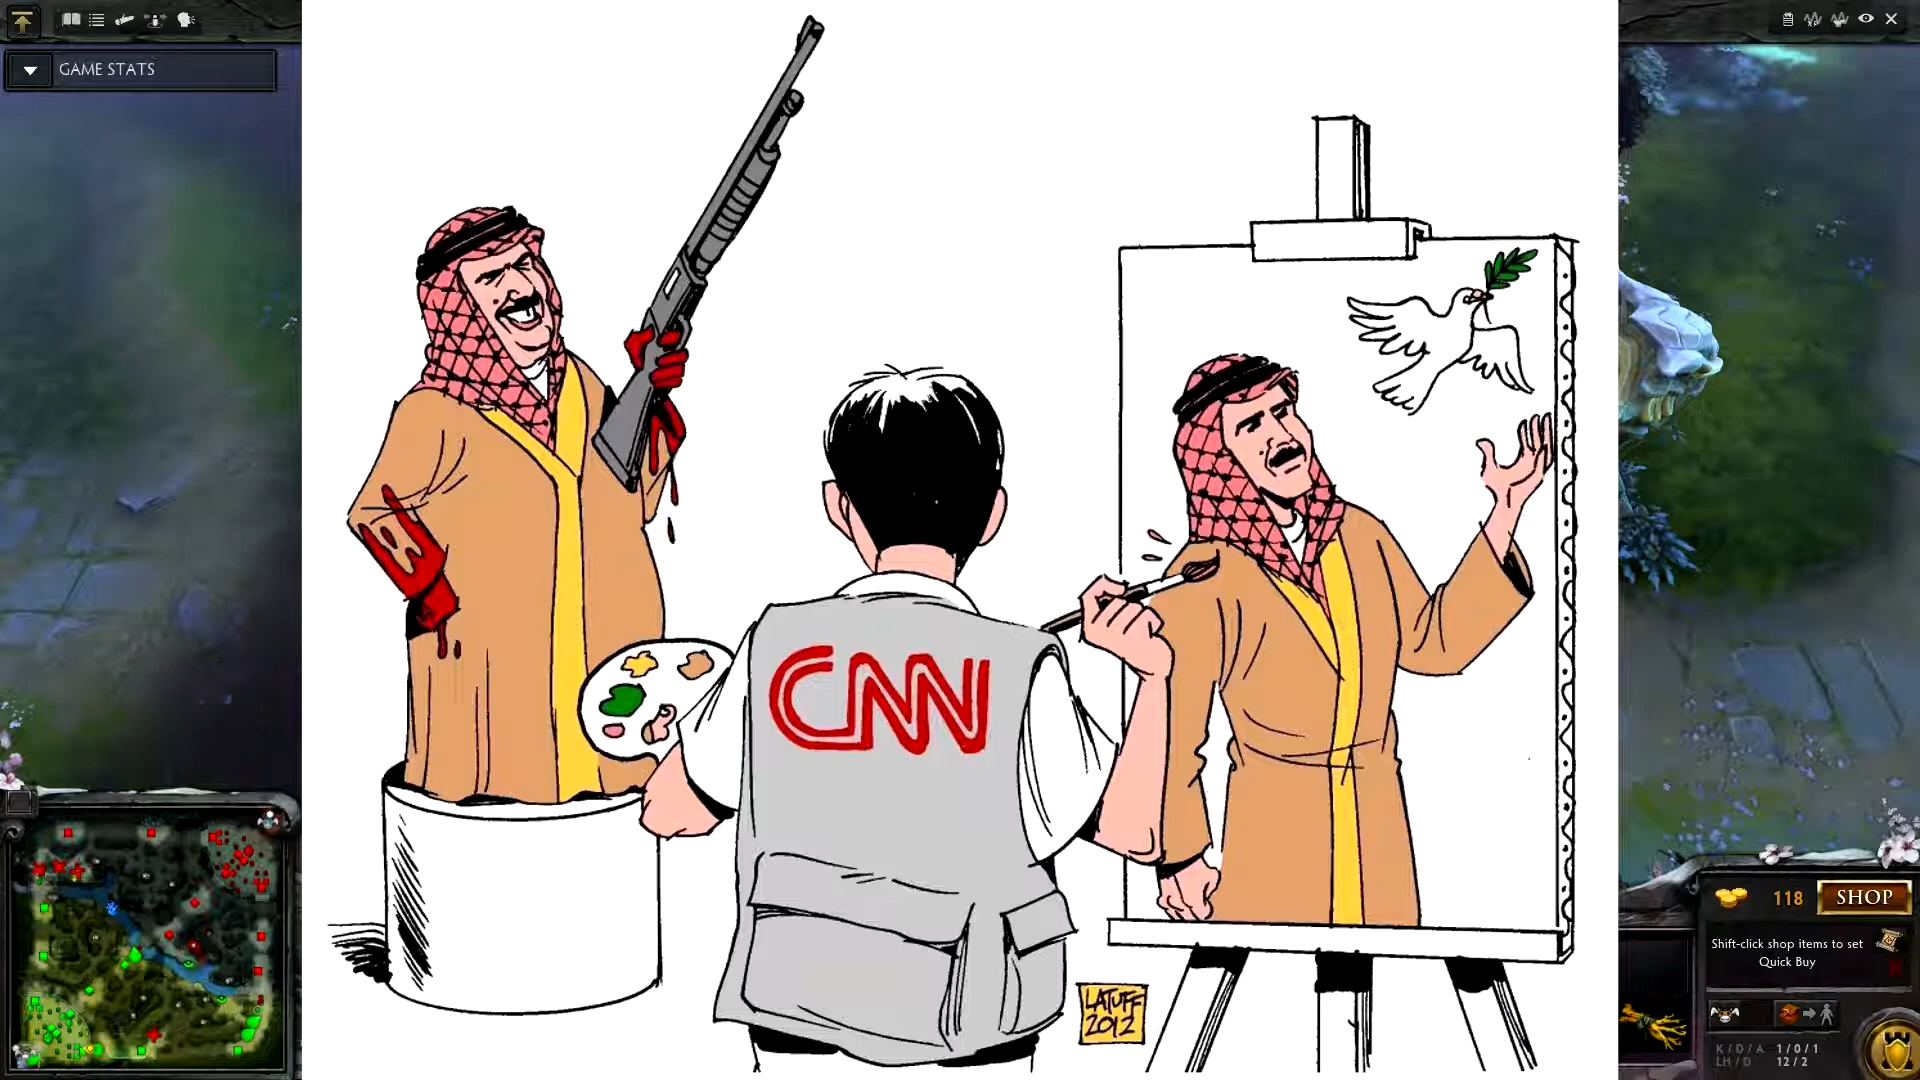 GAME STATS
CNN
LATUFF
2012
118
SHOP
Shift-click shop items to set
Quick Buy
K / D / A 1 / 0 / 1
LH / D 12 / 2